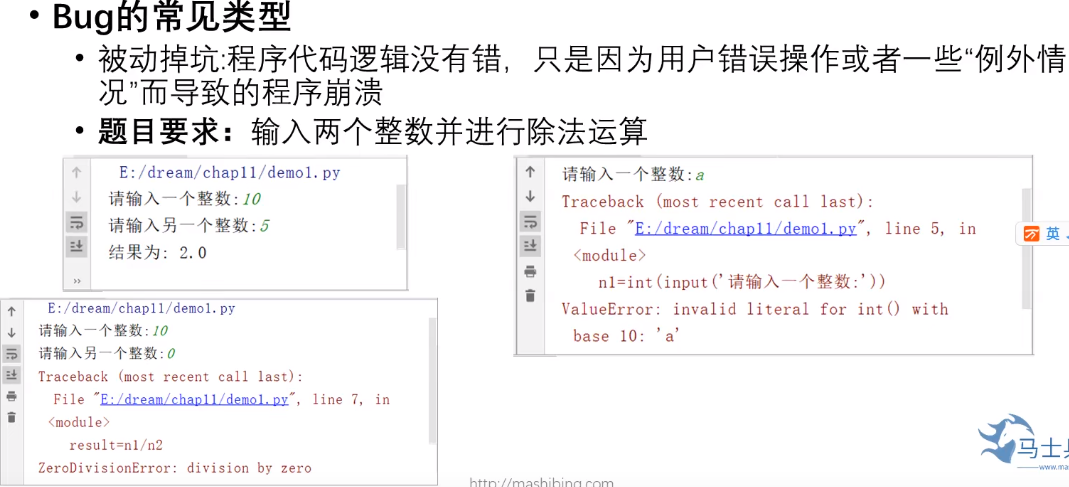 • Bug的常见类型
• 被动掉坑:程序代码逻辑没有错，只是因为用户错误操作或者一些“例外情
况”而导致的程序崩溃
• 题目要求：输入两个整数并进行除法运算
E:/dream/chap11/demo1.py
请输入一个整数:10
请输入另一个整数:5
结果为: 2.0
请输入一个整数:a
Traceback (most recent call last):
File "E:/dream/chap11/demo1.py", line 5, in
<module>
n1=int(input('请输入一个整数:'))
ValueError: invalid literal for int() with
base 10: 'a'
英
E:/dream/chap11/demo1.py
请输入一个整数:10
请输入另一个整数:0
Traceback (most recent call last):
File "E:/dream/chap11/demo1.py", line 7, in
<module>
result=n1/n2
ZeroDivisionError: division by zero
马士
www.ma
http://mashibing.com